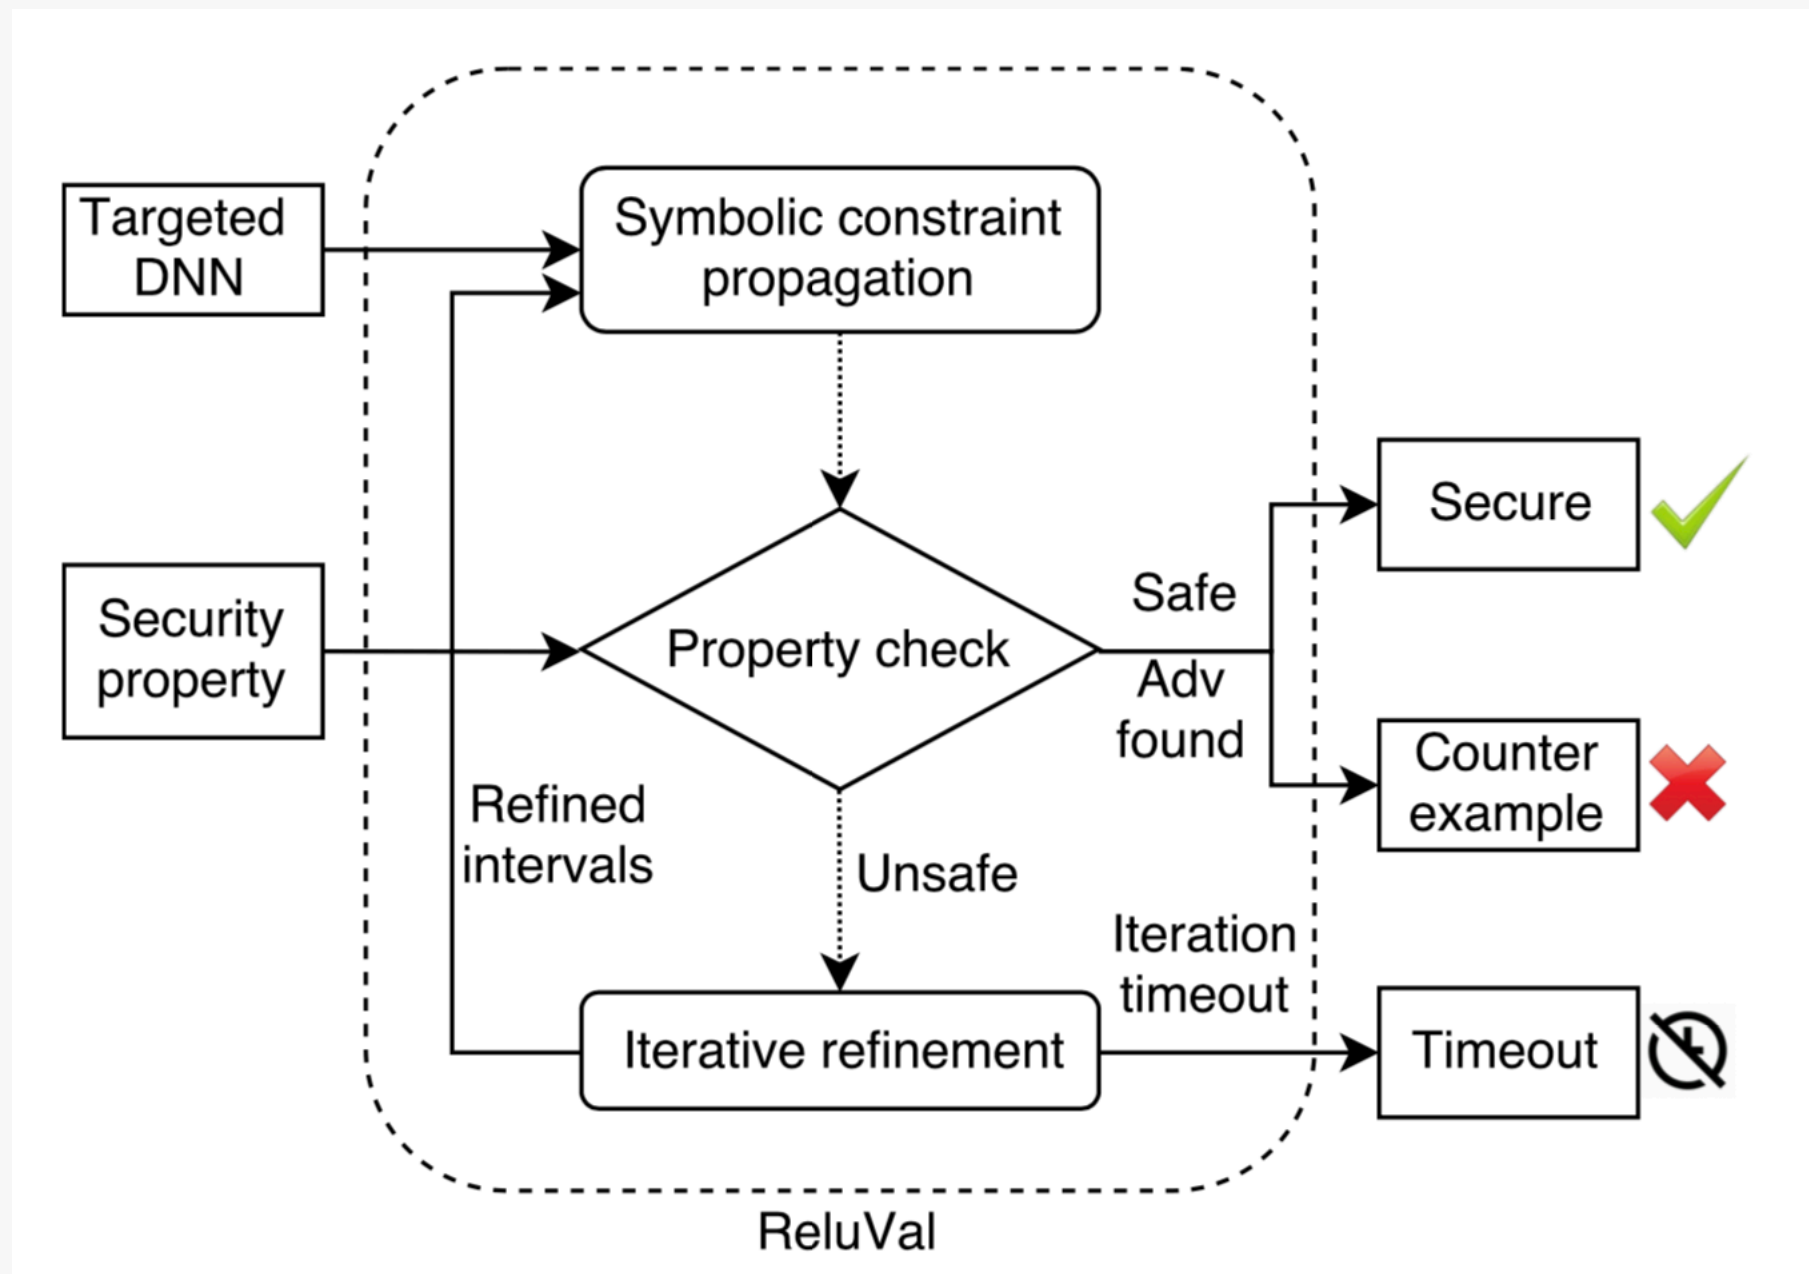 Targeted
DNN
Symbolic constraint
propagation
Security
property
Property check
Safe
Adv
found
Secure
Counter
example
Refined
intervals
Unsafe
Iterative refinement
Iteration
timeout
Timeout
ReluVal